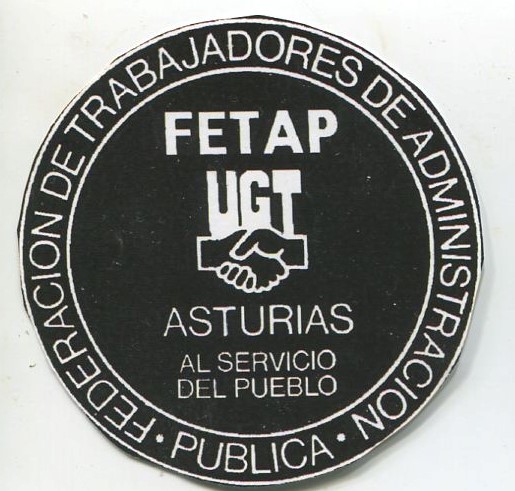 FEDERACION DE TRABAJADORES DE ADMINISTRACION
• PUBLICA •
FETAP
UGT
ASTURIAS
AL SERVICIO
DEL PUEBLO